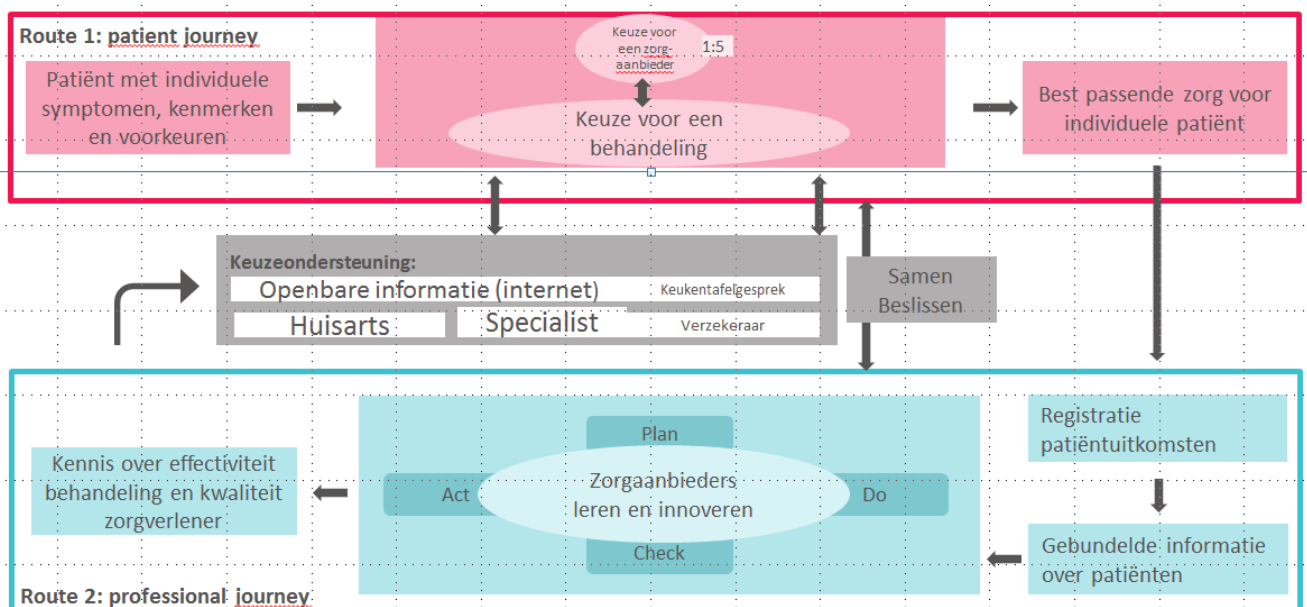 Route 1: patient journey
Keuze voor
een zorg-
aanbieder
1:5
Patiënt met individuele
symptomen, kenmerken
en voorkeuren
Keuze voor een
behandeling
Best passende zorg voor
individuele patiënt
Keuzeondersteuning:
Openbare informatie (internet)
Keukentafelgesprek
Huisarts
Specialist
Verzekeraar
Samen
Beslissen
Registratie
patiëntuitkomsten
Gebundelde informatie
over patiënten
Plan
Act
Zorgaanbieders
leren en innoveren
Do
Check
Kennis over effectiviteit
behandeling en kwaliteit
zorgverlener
Route 2: professional journey